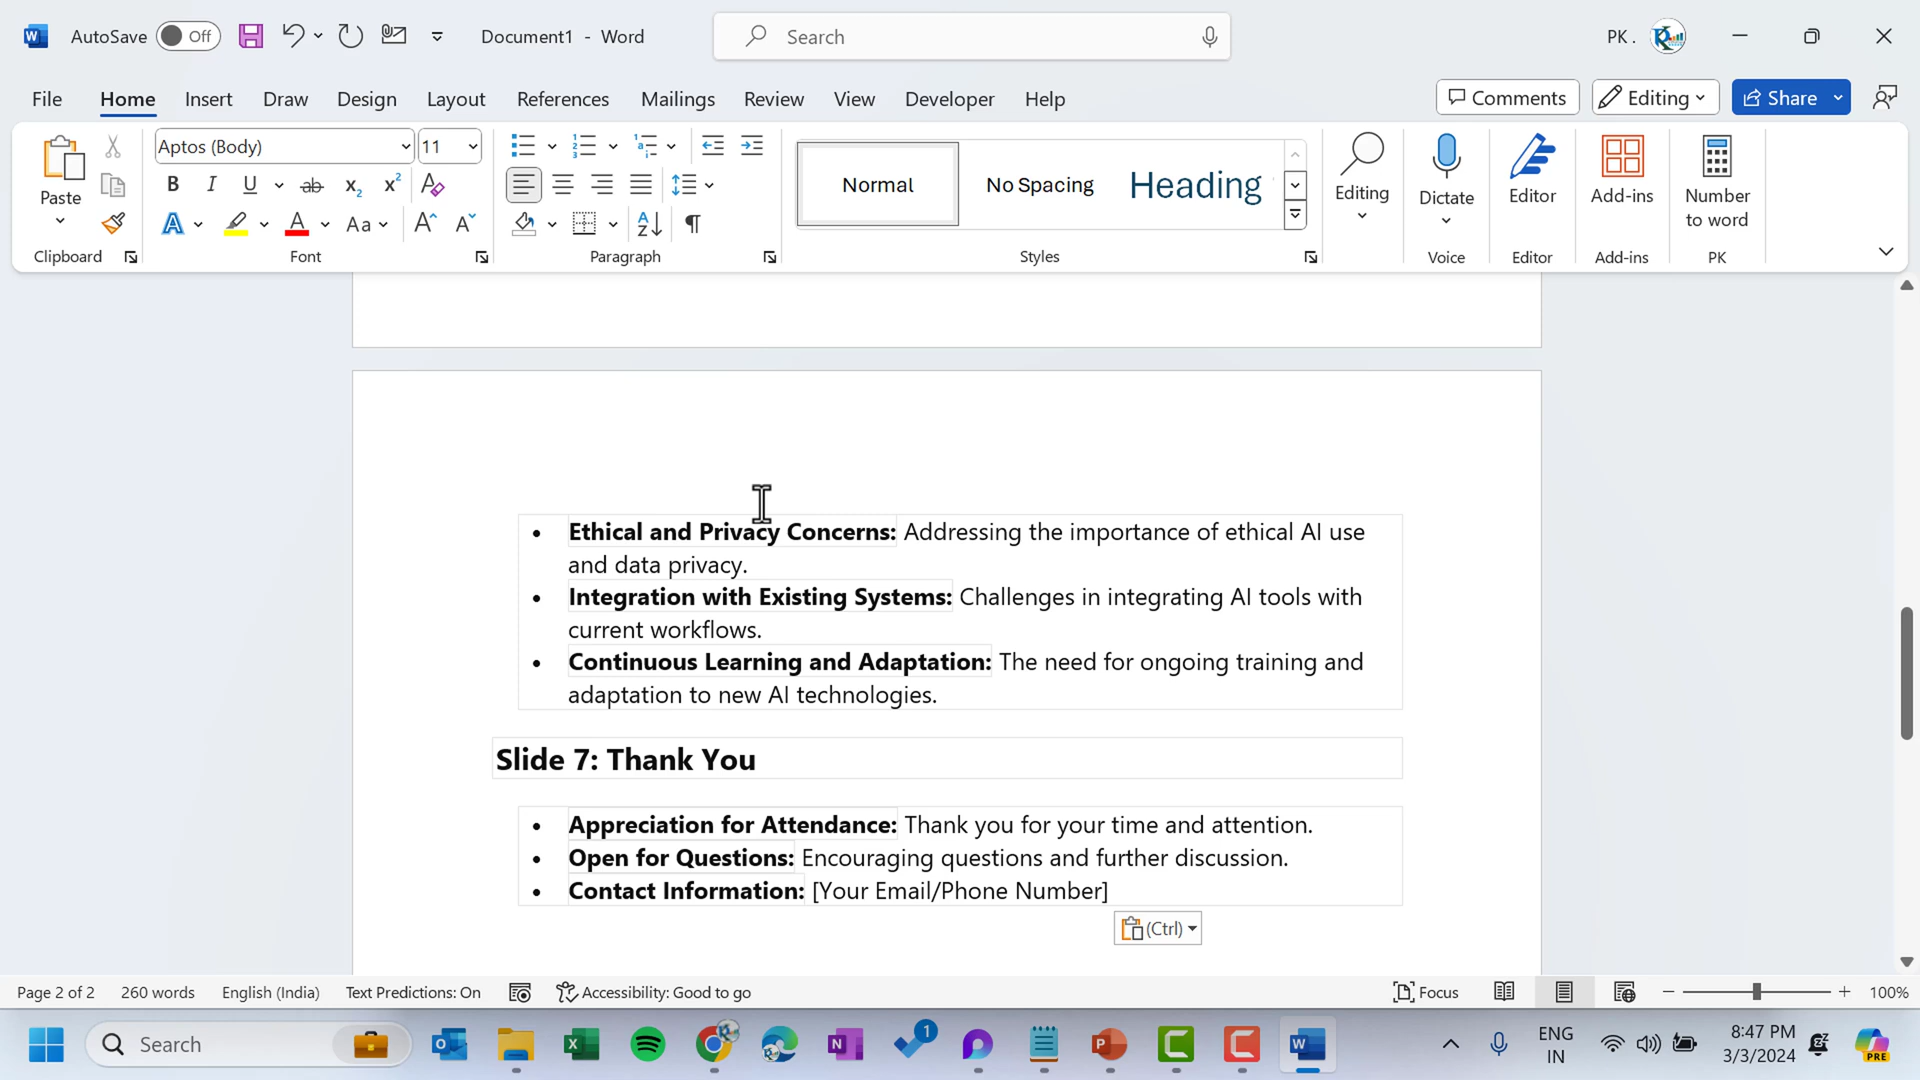 AutoSave Off Document1 - Word Search PK .
File Home Insert Draw Design Layout References Mailings Review View Developer Help Comments Editing Share
Paste Aptos (Body) 11 Normal No Spacing Heading Editing Dictate Editor Add-ins Number to word
Clipboard Font Paragraph Styles Voice Editor Add-ins PK
• Ethical and Privacy Concerns: Addressing the importance of ethical AI use
and data privacy.
• Integration with Existing Systems: Challenges in integrating AI tools with
current workflows.
• Continuous Learning and Adaptation: The need for ongoing training and
adaptation to new AI technologies.
Slide 7: Thank You
• Appreciation for Attendance: Thank you for your time and attention.
• Open for Questions: Encouraging questions and further discussion.
• Contact Information: [Your Email/Phone Number]
(Ctrl)
Page 2 of 2 260 words English (India) Text Predictions: On Accessibility: Good to go Focus 100%
Search 1 ENG 8:47 PM
IN 3/3/2024 PRE